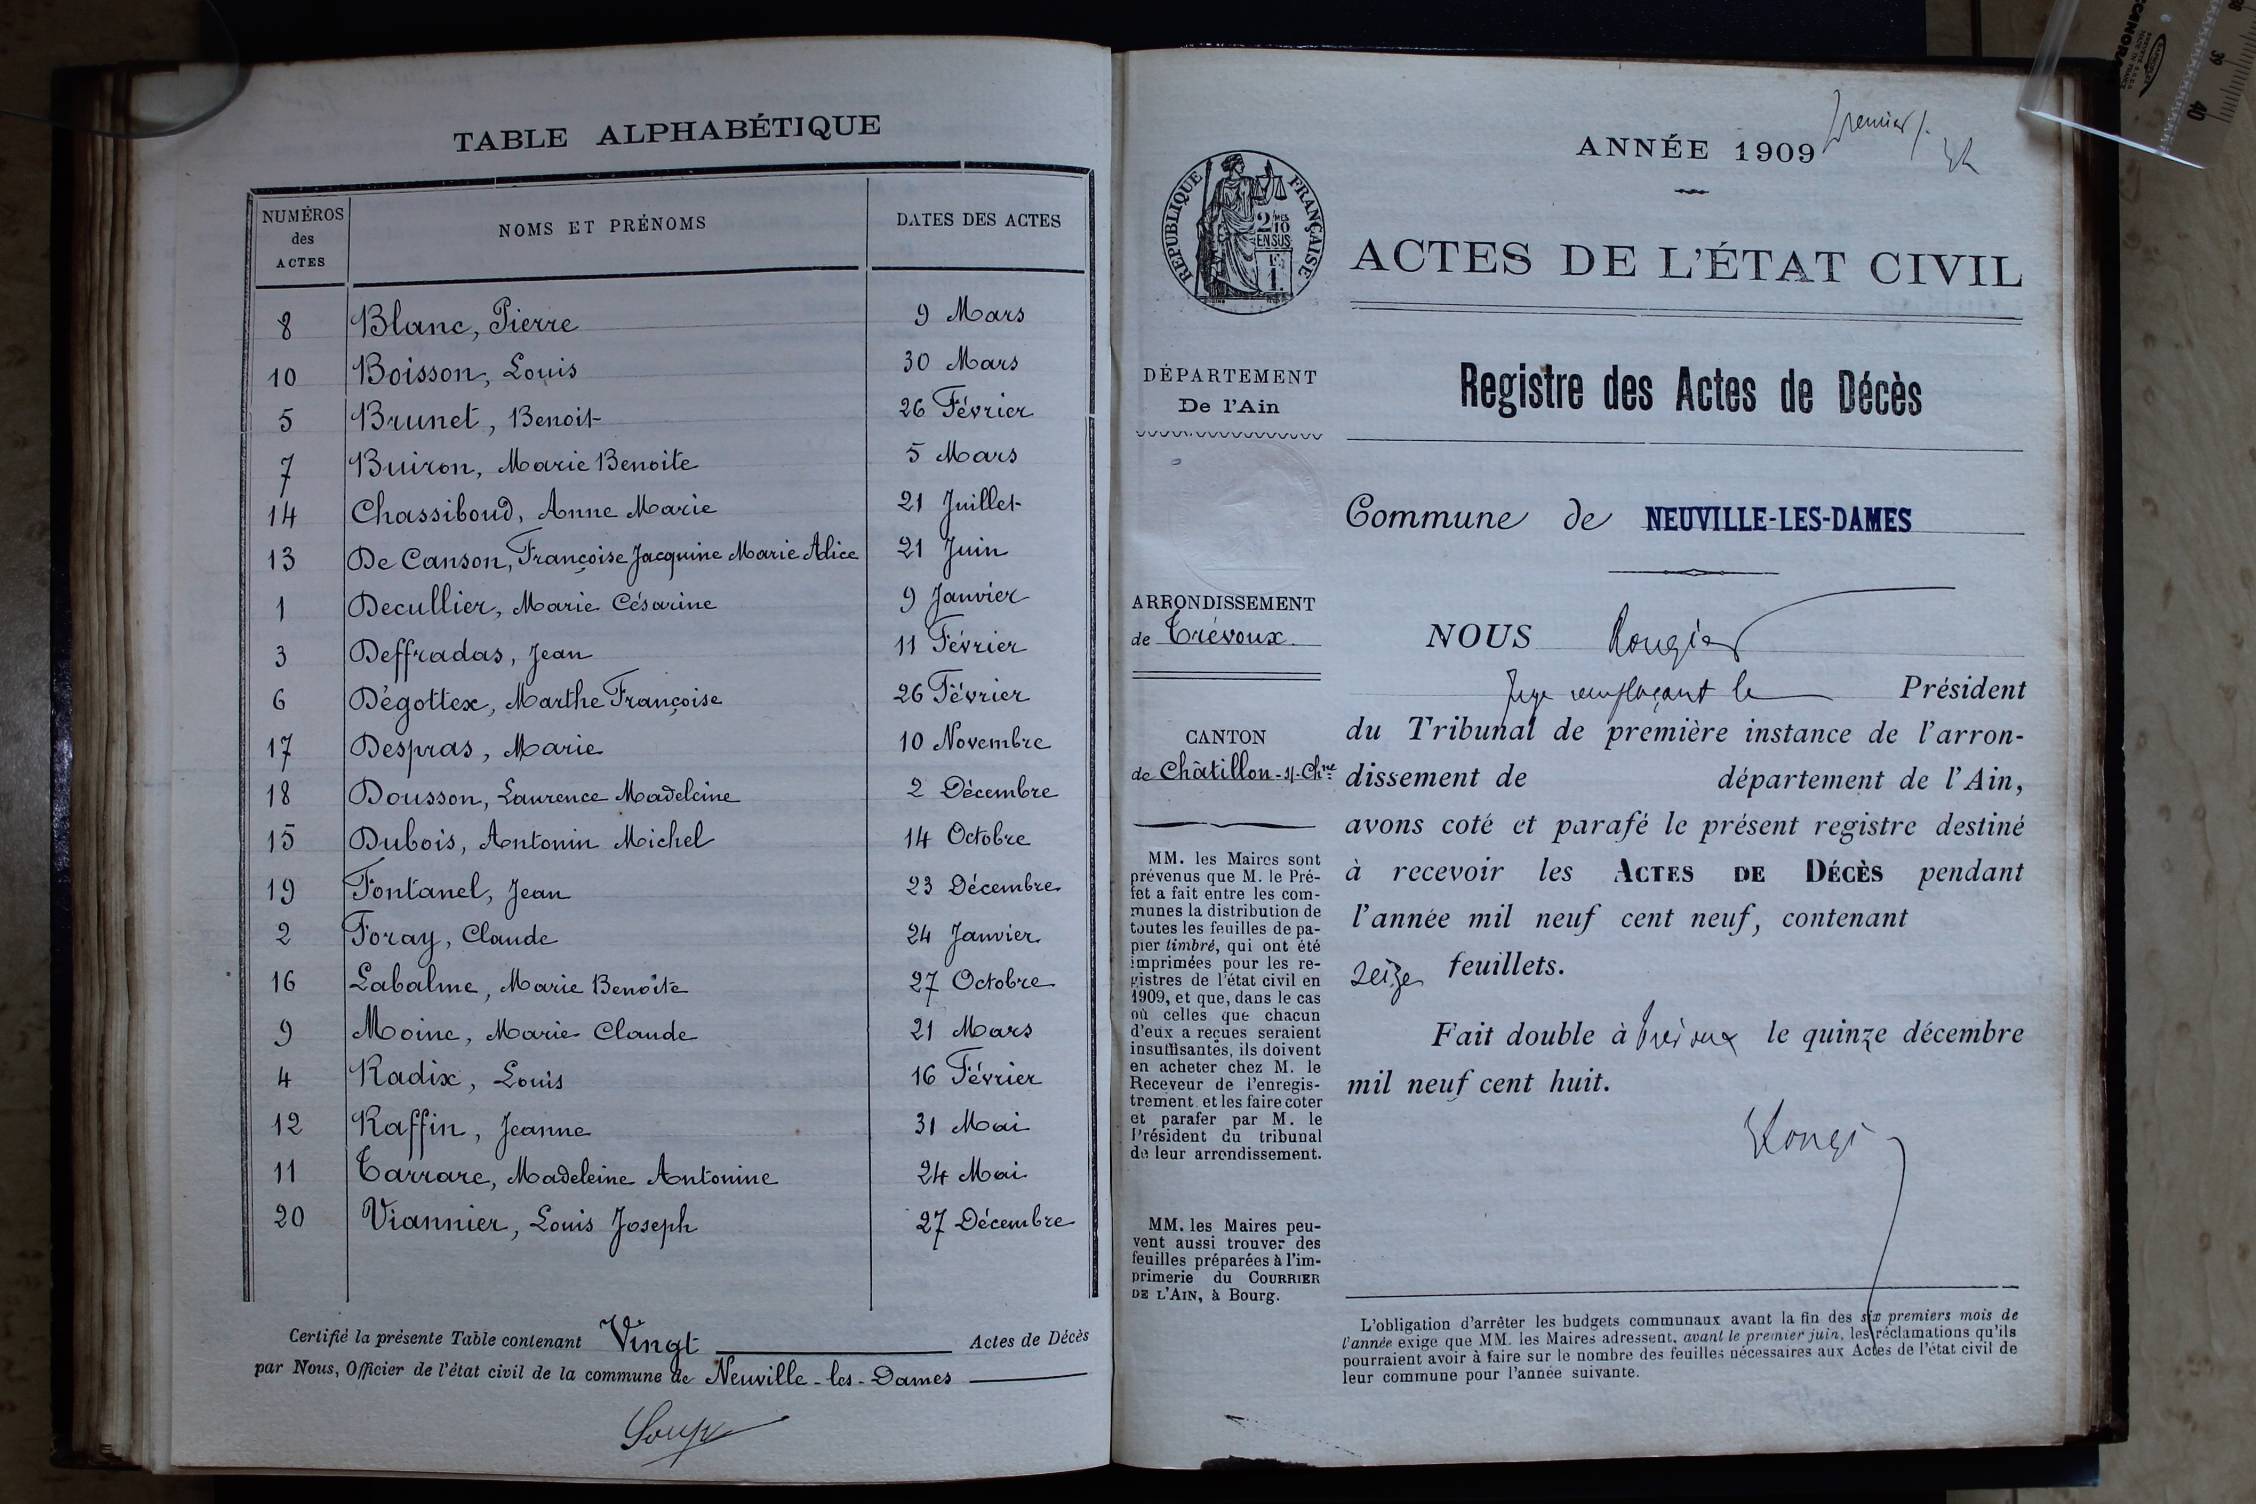 TABLE ALPHABÉTIQUE
NUMÉROS des ACTES NOMS ET PRÉNOMS DATES DES ACTES
8 Blanc, Pierre 9 Mars
10 Boisson, Louis 30 Mars
5 Brunet, Benoit 26 Février
7 Buiron, Marie Benoite 5 Mars
14 Chassiboud, Anne Marie 21 Juillet
13 De Canson, Françoise Jacquine Marie Alice 21 Juin
1 Decullier, Marie Césarine 9 Janvier
3 Deffradas, Jean 11 Février
6 Dégottex, Marthe Françoise 26 Février
17 Despras, Marie 10 Novembre
18 Dousson, Laurence Madeleine 2 Décembre
15 Dubois, Antonin Michel 14 Octobre
19 Fontanel, Jean 23 Décembre
2 Foray, Claude 24 Janvier
16 Labalme, Marie Benoîte 27 Octobre
9 Moine, Marie Claude 21 Mars
4 Radix, Louis 16 Février
12 Raffin, Jeanne 31 Mai
11 Tarrare, Madeleine Antonine 24 Mai
20 Viannier, Louis Joseph 27 Décembre
Certifié la présente Table contenant Vingt Actes de Décès
par Nous, Officier de l'état civil de la commune de Neuville-les-Dames
Premier
ANNÉE 1909
RÉPUBLIQUE FRANÇAISE
2/10 MES
EN SUS
F.
1.
ACTES DE L'ÉTAT CIVIL
DÉPARTEMENT
De l'Ain
Registre des Actes de Décès
Commune de NEUVILLE-LES-DAMES
ARRONDISSEMENT
de Trévoux
CANTON
de Châtillon-s/-Chne
MM. les Maires sont
prévenus que M. le Pré-
fet a fait entre les com-
munes la distribution de
toutes les feuilles de pa-
pier timbré, qui ont été
imprimées pour les re-
gistres de l'état civil en
1909, et que, dans le cas
où celles que chacun
d'eux a reçues seraient
insuffisantes, ils doivent
en acheter chez M. le
Receveur de l'enregis-
trement et les faire coter
et parafer par M. le
Président du tribunal
de leur arrondissement.
MM. les Maires peu-
vent aussi trouver des
feuilles préparées à l'im-
primerie du COURRIER
DE L'AIN, à Bourg.
NOUS Rougier
Juge remplaçant le Président
du Tribunal de première instance de l'arron-
dissement de département de l'Ain,
avons coté et parafé le présent registre destiné
à recevoir les ACTES DE DÉCÈS pendant
l'année mil neuf cent neuf, contenant
seize feuillets.
Fait double à Trévoux le quinze décembre
mil neuf cent huit.
L'obligation d'arrêter les budgets communaux avant la fin des six premiers mois de
l'année exige que MM. les Maires adressent, avant le premier juin, les réclamations qu'ils
pourraient avoir à faire sur le nombre des feuilles nécessaires aux Actes de l'état civil de
leur commune pour l'année suivante.
38
39
40